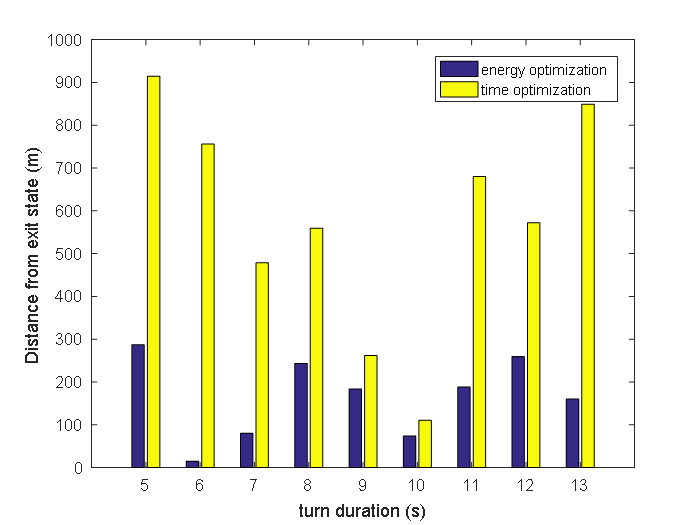 1000
900
800
700
600
500
400
300
200
100
0
Distance from exit state (m)
energy optimization
time optimization
5 6 7 8 9 10 11 12 13
turn duration (s)